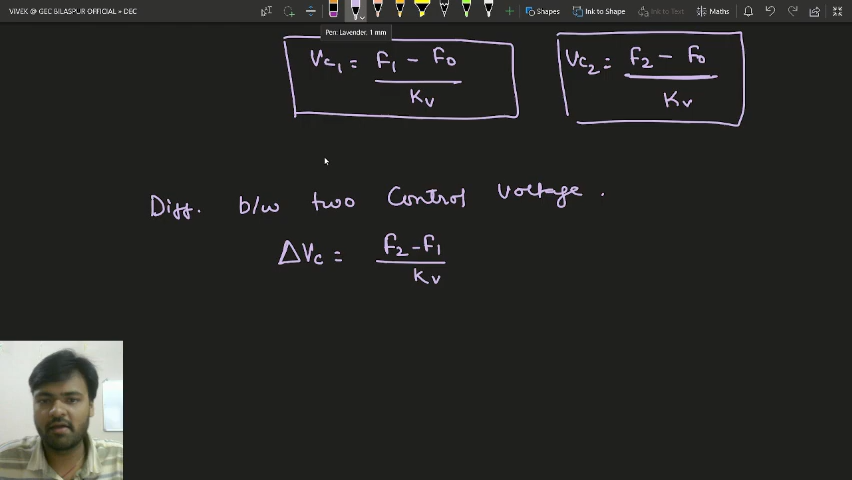 VIVEK @ GEC BILASPUR OFFICIAL + DEC
Shapes Ink to Shape Ink to Text Maths
Pen: Lavender, 1 mm
Vc1 = F1 - F0 / Kv
Vc2 = F2 - F0 / Kv
Diff. b/w two Control Voltage.
ΔVc = F2 - F1 / Kv